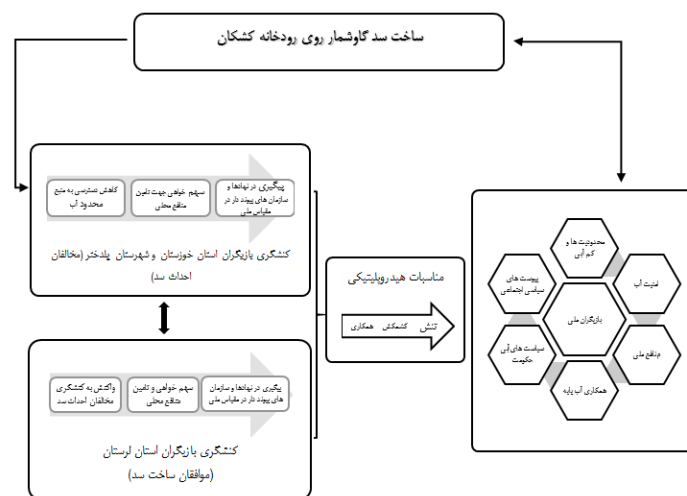 ساخت سد گاوشمار روی رودخانه کشکان
پیگیری در نهادها و
سازمان های پیوند دار در
مقیاس ملی
سهم خواهی جهت تامین
منافع محلی
کاهش دسترسی به منبع
محدود آب
کنشگری بازیگران استان خوزستان و شهرستان پلدختر (مخالفان
احداث سد)
پیگیری در نهادها و سازمان
های پیوند دار در مقیاس ملی
سهم خواهی و تامین
منافع محلی
واکنش به کنشگری
مخالفان احداث سد
کنشگری بازیگران استان لرستان
(موافقان ساخت سد)
مناسبات هیدروپلیتیکی
تنش کشمکش همکاری
محدودیت ها و
کم آبی
امنیت آب
پیوست های
سیاسی اجتماعی
بازیگران ملی
منافع ملی
سیاست های آبی
حکومت
همکاری آب پایه